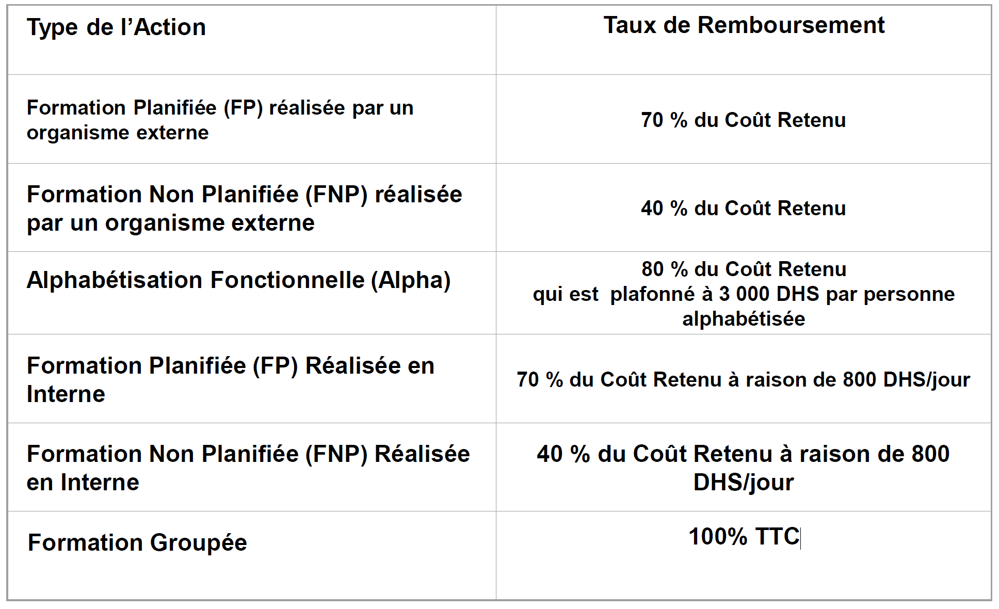 Type de l’Action
Taux de Remboursement
Formation Planifiée (FP) réalisée par un
organisme externe
70 % du Coût Retenu
Formation Non Planifiée (FNP) réalisée
par un organisme externe
40 % du Coût Retenu
Alphabétisation Fonctionnelle (Alpha)
80 % du Coût Retenu
qui est plafonné à 3 000 DHS par personne
alphabétisée
Formation Planifiée (FP) Réalisée en
Interne
70 % du Coût Retenu à raison de 800 DHS/jour
Formation Non Planifiée (FNP) Réalisée
en Interne
40 % du Coût Retenu à raison de 800
DHS/jour
Formation Groupée
100% TTC